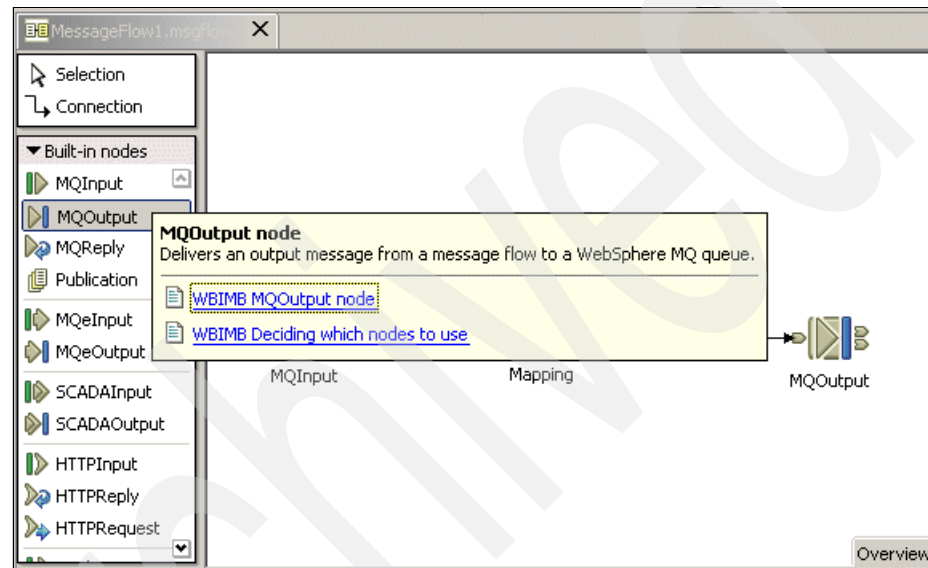 MessageFlow1.msgflow
Selection
Connection
Built-in nodes
MQInput
MQOutput
MQReply
Publication
MQeInput
MQeOutput
SCADAInput
SCADAOutput
HTTPInput
HTTPReply
HTTPRequest
MQOutput node
Delivers an output message from a message flow to a WebSphere MQ queue.
WBIMB MQOutput node
WBIMB Deciding which nodes to use
MQInput
Mapping
MQOutput
Overview